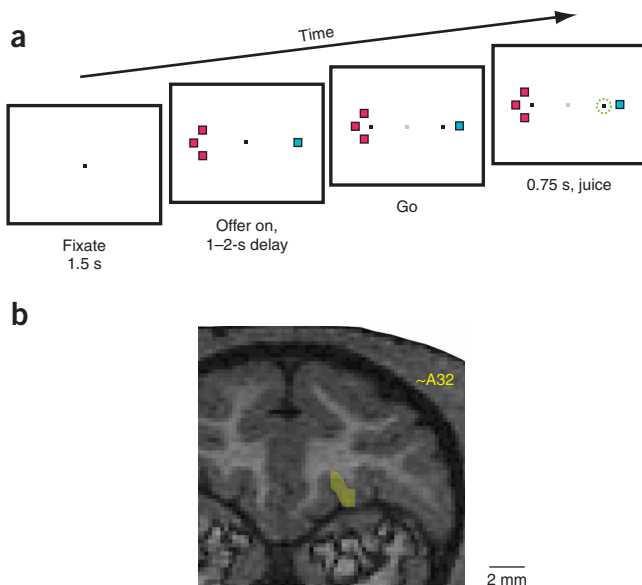 a
Time
Fixate
1.5 s
Offer on,
1–2-s delay
Go
0.75 s, juice
b
~A32
2 mm